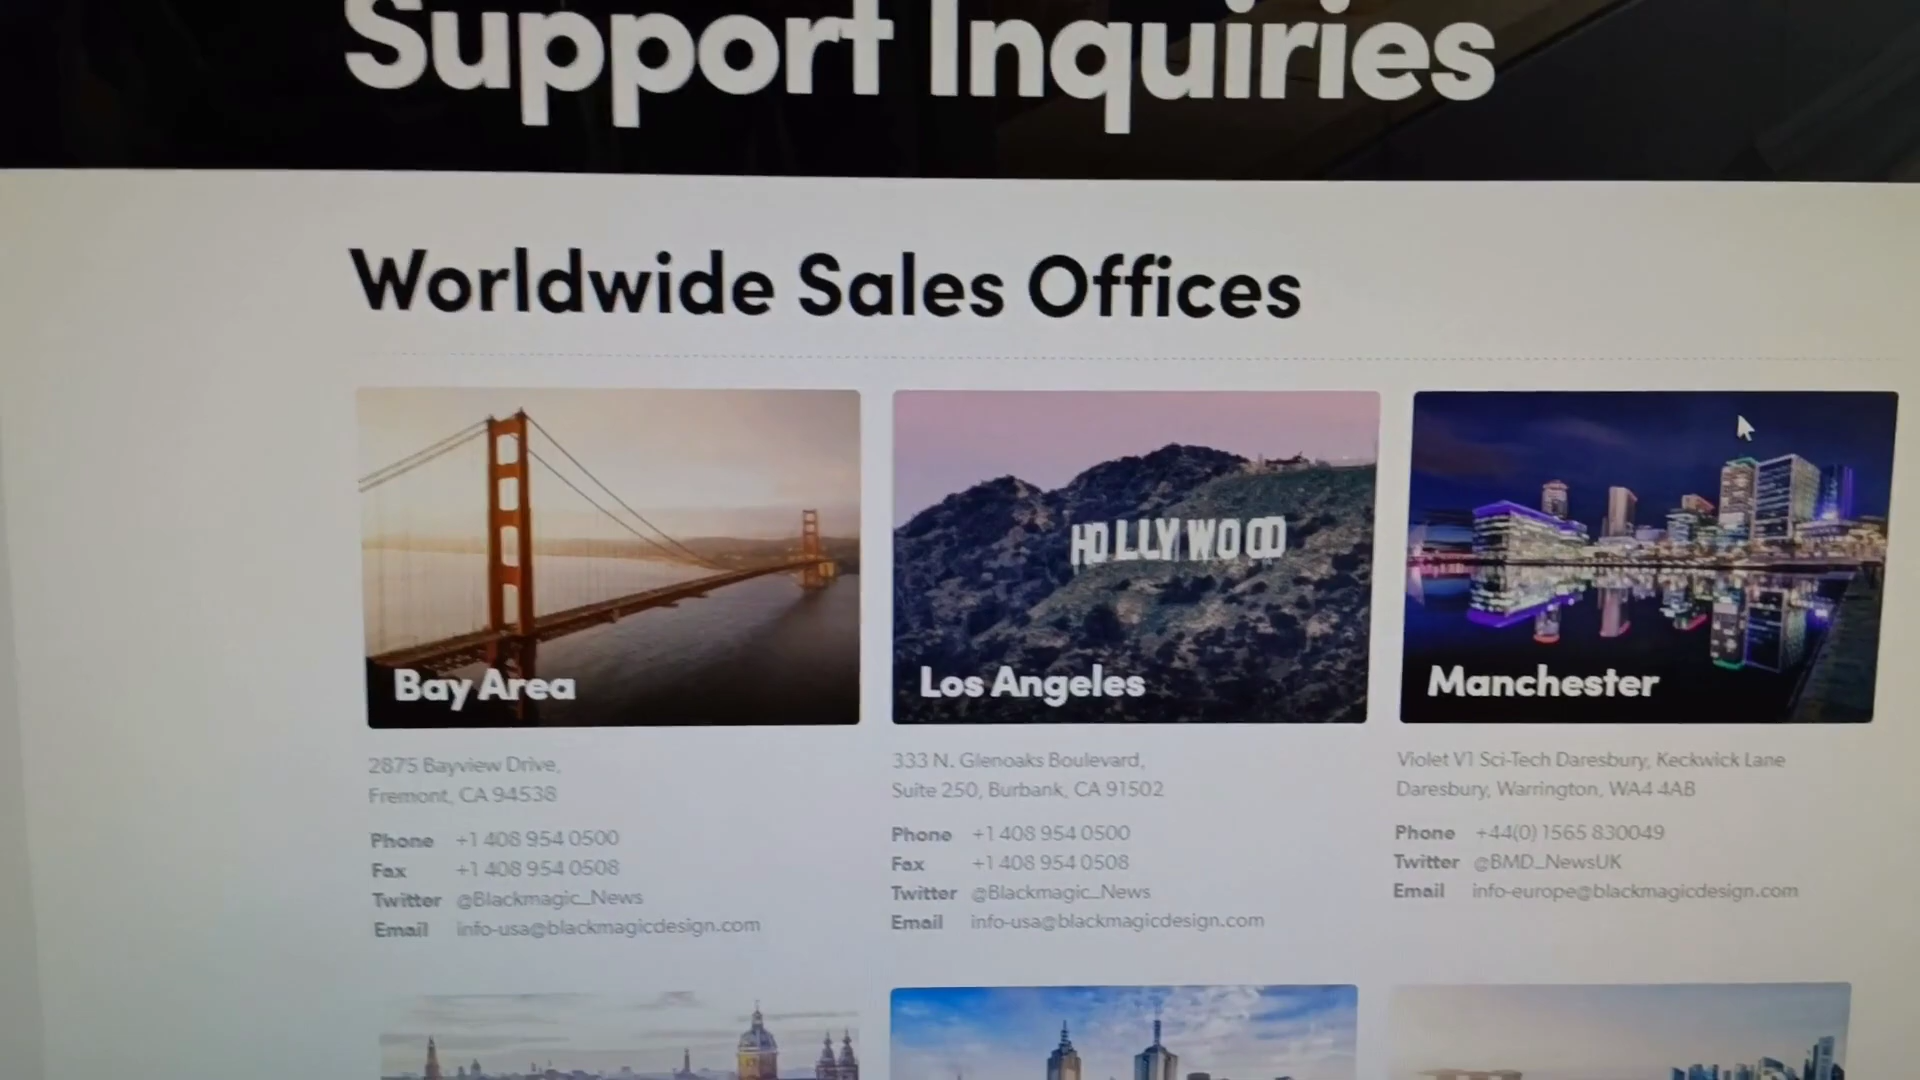 Support Inquiries
Worldwide Sales Offices
HOLLYWOOD
Bay Area
2875 Bayview Drive,
Fremont, CA 94538
Phone +1 408 954 0500
Fax +1 408 954 0508
Twitter @Blackmagic_News
Email info-usa@blackmagicdesign.com
Los Angeles
333 N. Glenoaks Boulevard,
Suite 250, Burbank, CA 91502
Phone +1 408 954 0500
Fax +1 408 954 0508
Twitter @Blackmagic_News
Email info-usa@blackmagicdesign.com
Manchester
Violet V1 Sci-Tech Daresbury, Keckwick Lane
Daresbury, Warrington, WA4 4AB
Phone +44(0) 1565 830049
Twitter @BMD_NewsUK
Email info-europe@blackmagicdesign.com